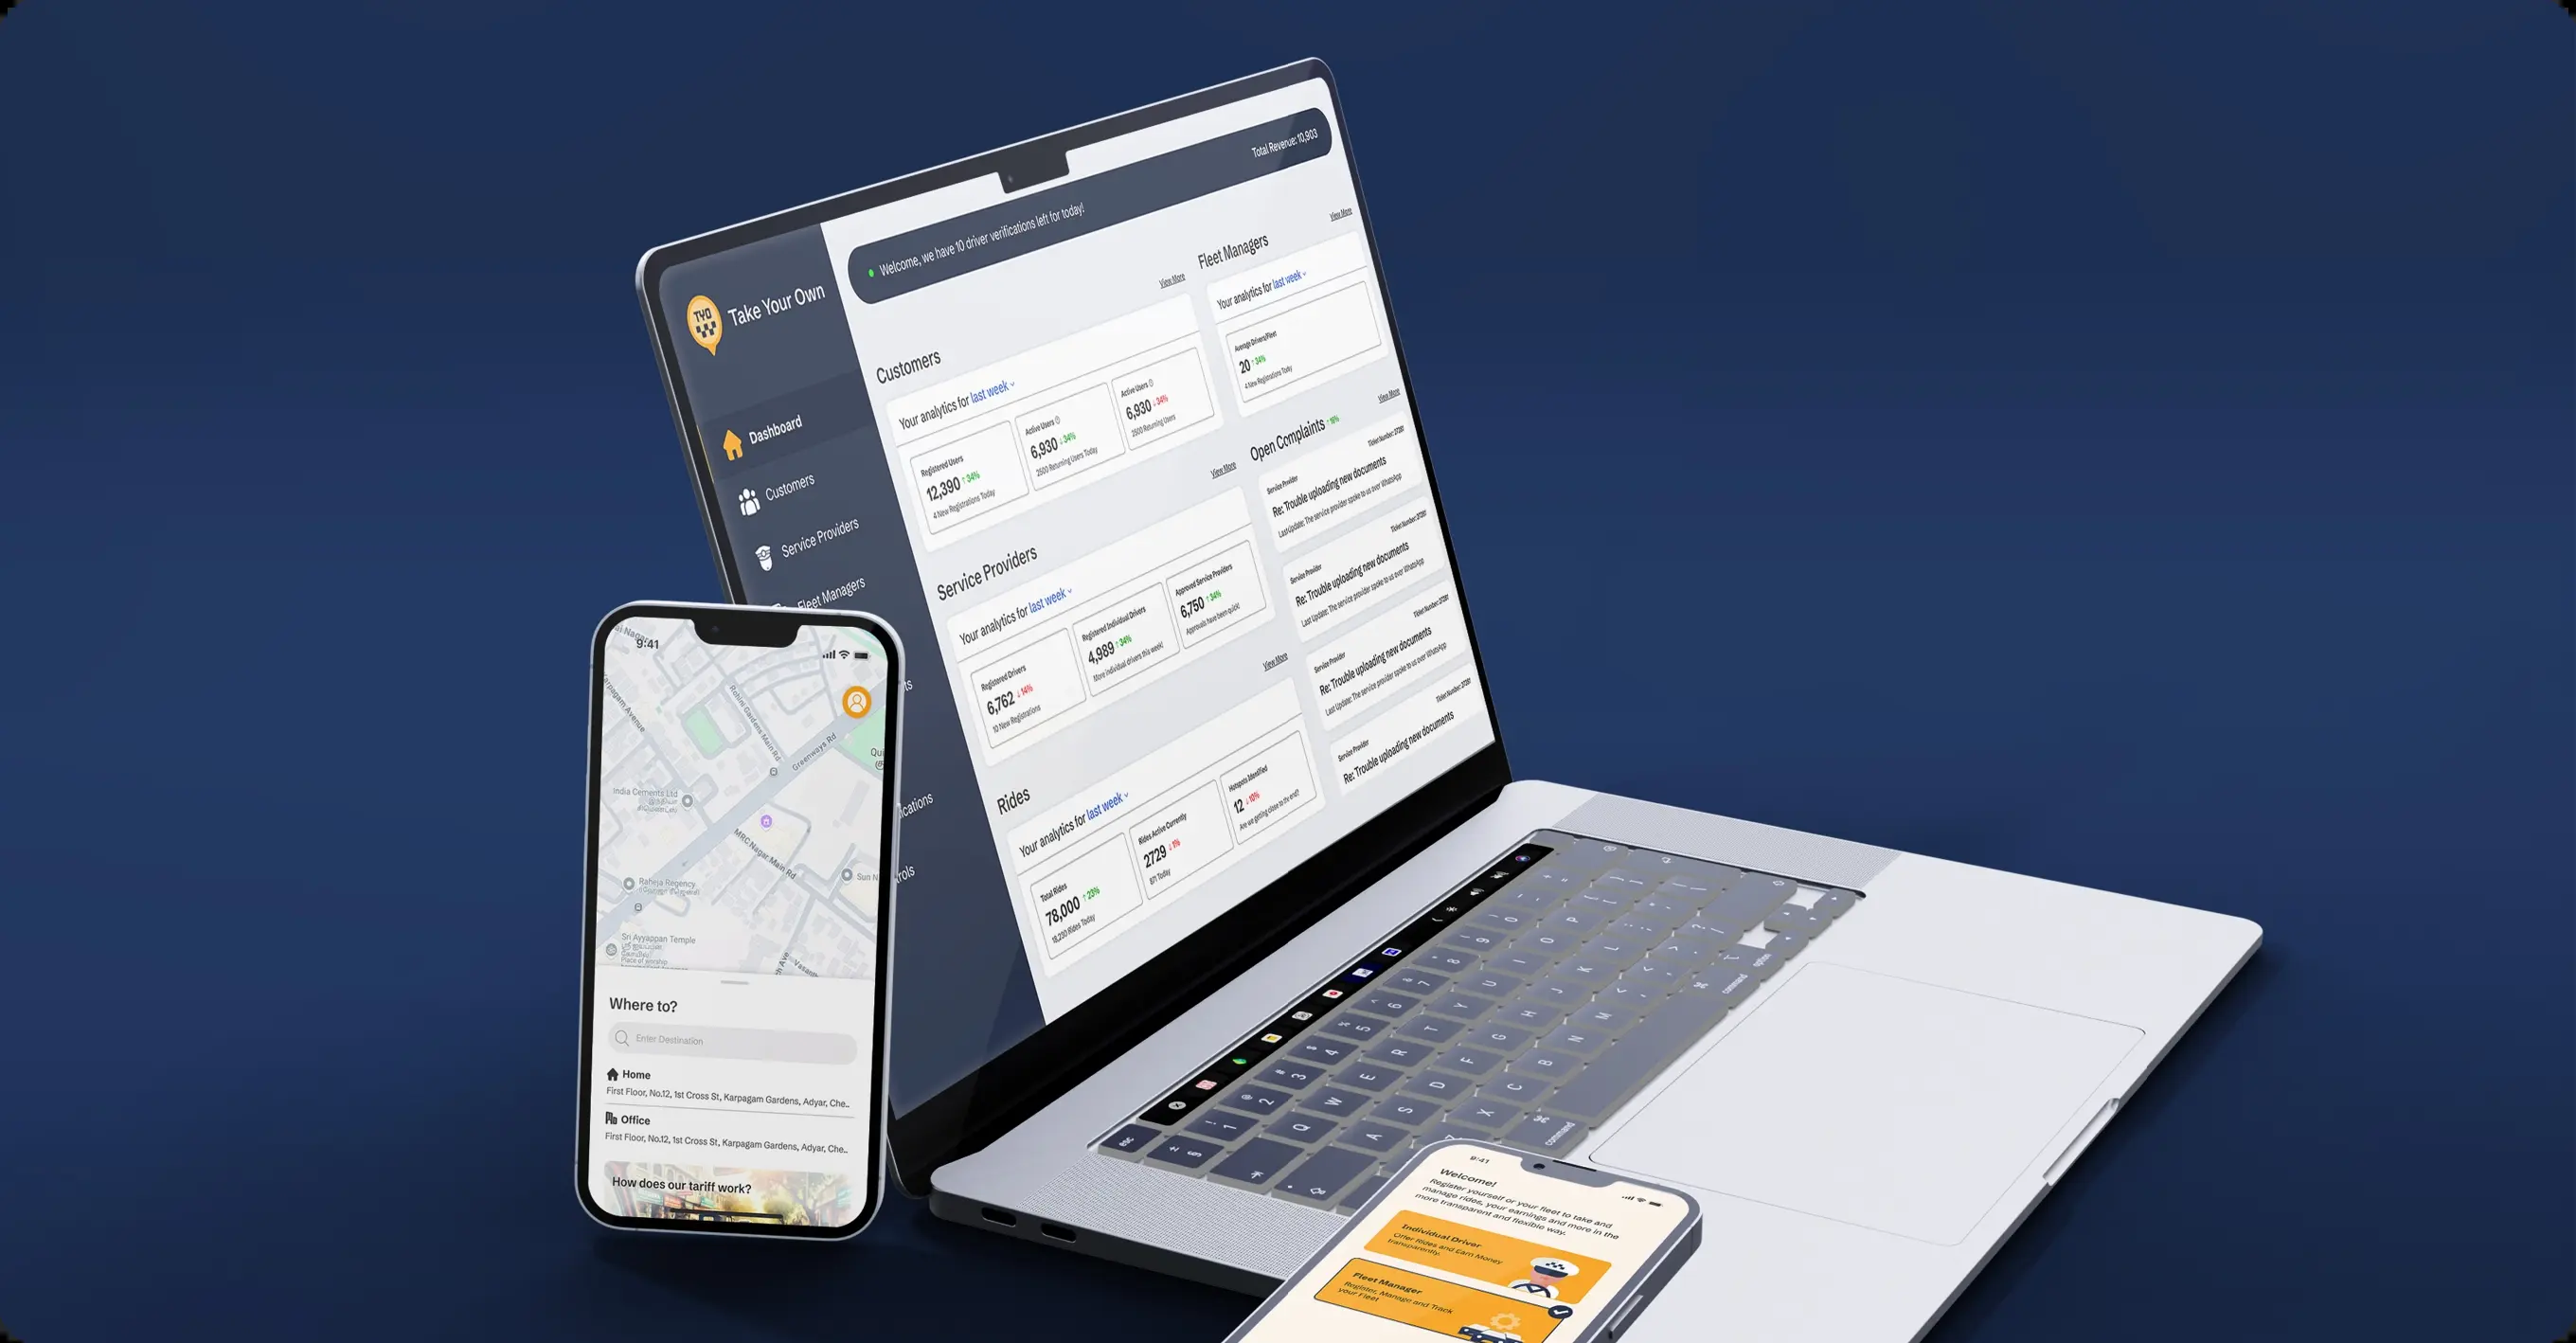 Total Revenue: 10,903
Welcome, we have 10 driver verifications left for today!
TYO
Take Your Own
Dashboard
Customers
Service Providers
Fleet Managers
Customers
View More
Your analytics for last week
Registered Users
12,390 ↑34%
4 New Registrations Today
Active Users
6,930 ↓34%
2500 Returning Users Today
Active Users
6,930 ↓34%
2500 Returning Users
Fleet Managers
View More
Your analytics for last week
Average Drivers/Fleet
20 ↑34%
4 New Registrations Today
Service Providers
View More
Your analytics for last week
Registered Drivers
6,762 ↓14%
10 New Registrations
Registered Individual Drivers
4,989 ↑34%
More individual drivers this week!
Approved Service Providers
6,750 ↑34%
Approvals have been quick!
Open Complaints
View More
Service Provider
Re: Trouble uploading new documents
Last Update: The service provider spoke to us over WhatsApp
Service Provider
Re: Trouble uploading new documents
Last Update: The service provider spoke to us over WhatsApp
Service Provider
Re: Trouble uploading new documents
Last Update: The service provider spoke to us over WhatsApp
Service Provider
Re: Trouble uploading new documents
Rides
View More
Your analytics for last week
Total Rides
78,000 ↑23%
18,220 Rides Today
Rides Active Currently
2729 ↓1%
871 Today
Hotspots Identified
12 ↓10%
Are we getting close to the end?
9:41
Rohini Gardens Main Rd
Greenways Rd
India Cements Ltd
MRC Nagar Main Rd
Raheja Regency
Sun N
Sri Ayyappan Temple
Place of worship
Where to?
Enter Destination
Home
First Floor, No.12, 1st Cross St, Karpagam Gardens, Adyar, Che..
Office
First Floor, No.12, 1st Cross St, Karpagam Gardens, Adyar, Che..
How does our tariff work?
esc
command
command
option
9:41
Welcome!
Register yourself or your fleet to take and
manage rides, your earnings and more in the
more transparent and flexible way.
Individual Driver
Offer Rides and Earn Money
transparently.
Fleet Manager
Register, Manage and Track
your Fleet